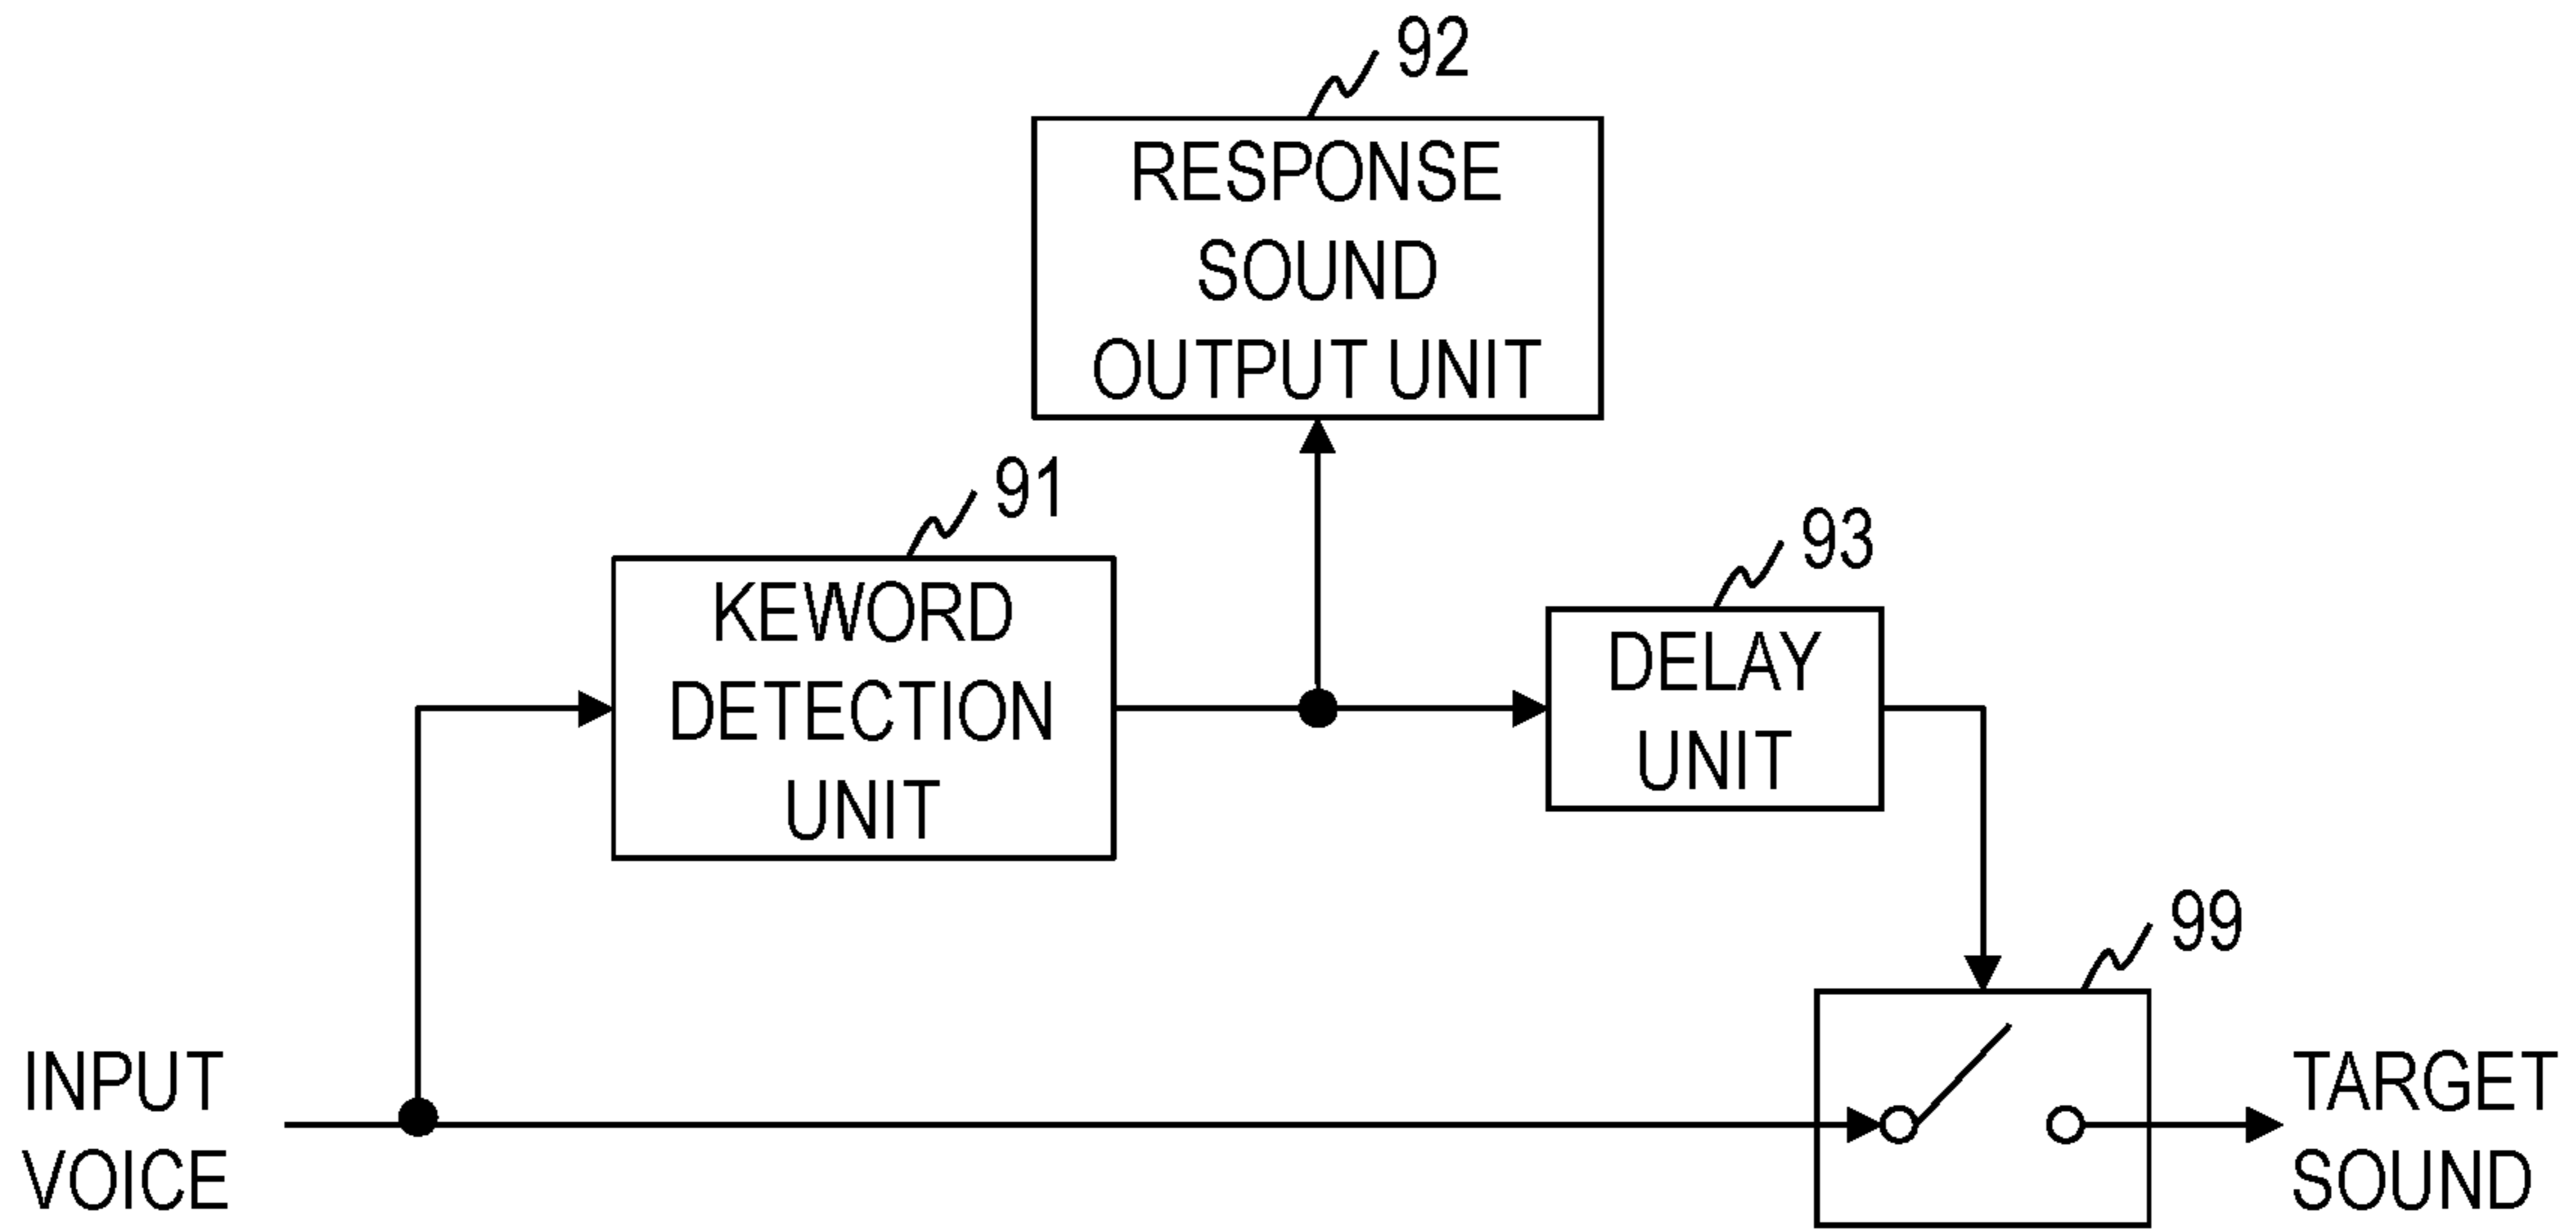 92
RESPONSE
SOUND
OUTPUT UNIT
91
KEWORD
DETECTION
UNIT
93
DELAY
UNIT
99
INPUT
VOICE
TARGET
SOUND